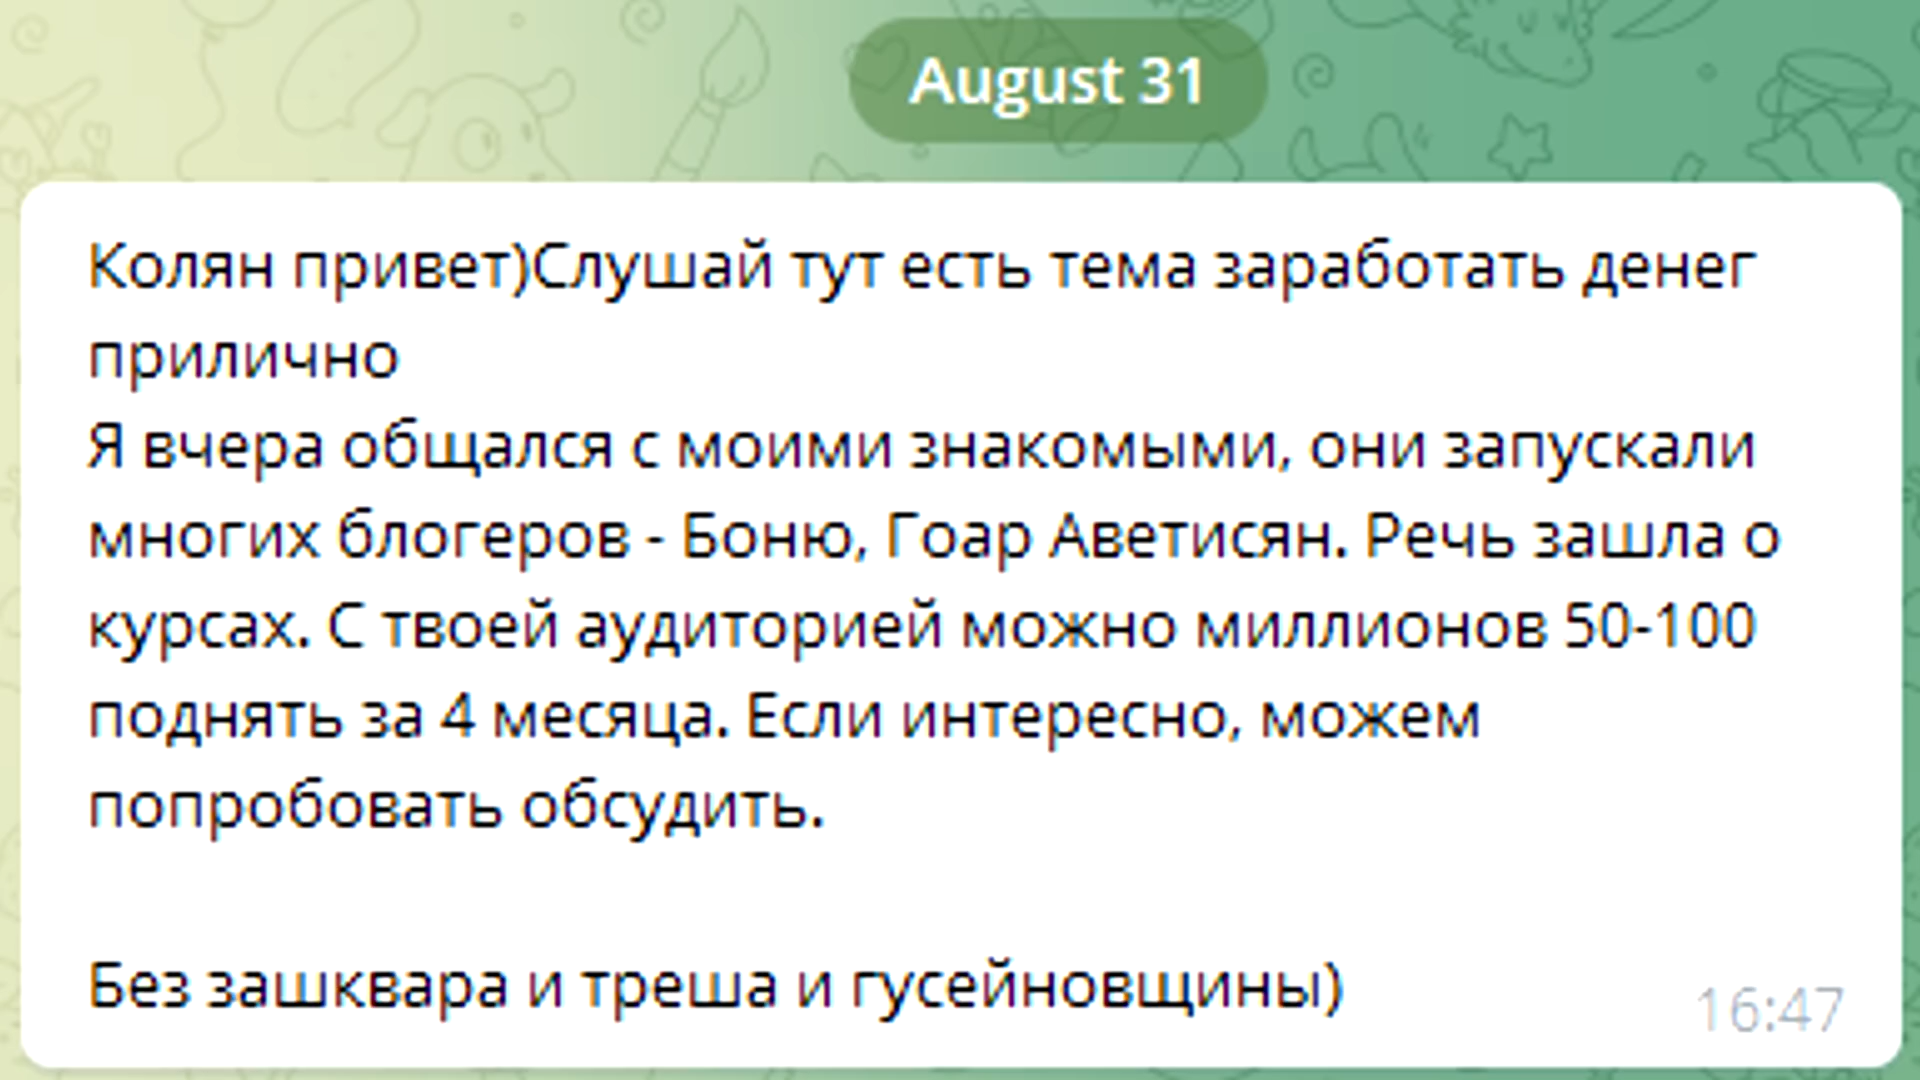 August 31
Колян привет)Слушай тут есть тема заработать денег
прилично
Я вчера общался с моими знакомыми, они запускали
многих блогеров - Боню, Гоар Аветисян. Речь зашла о
курсах. С твоей аудиторией можно миллионов 50-100
поднять за 4 месяца. Если интересно, можем
попробовать обсудить.
Без зашквара и треша и гусейновщины)
16:47